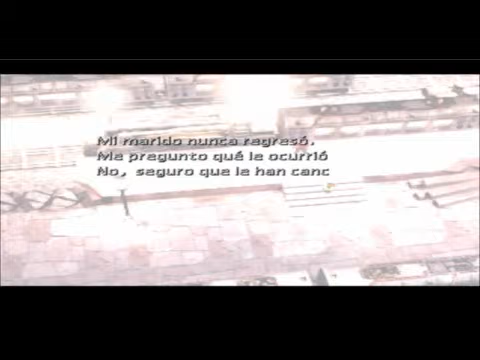 Mi marido nunca regresó.
Me pregunto qué le ocurrió
No, seguro que le han canc